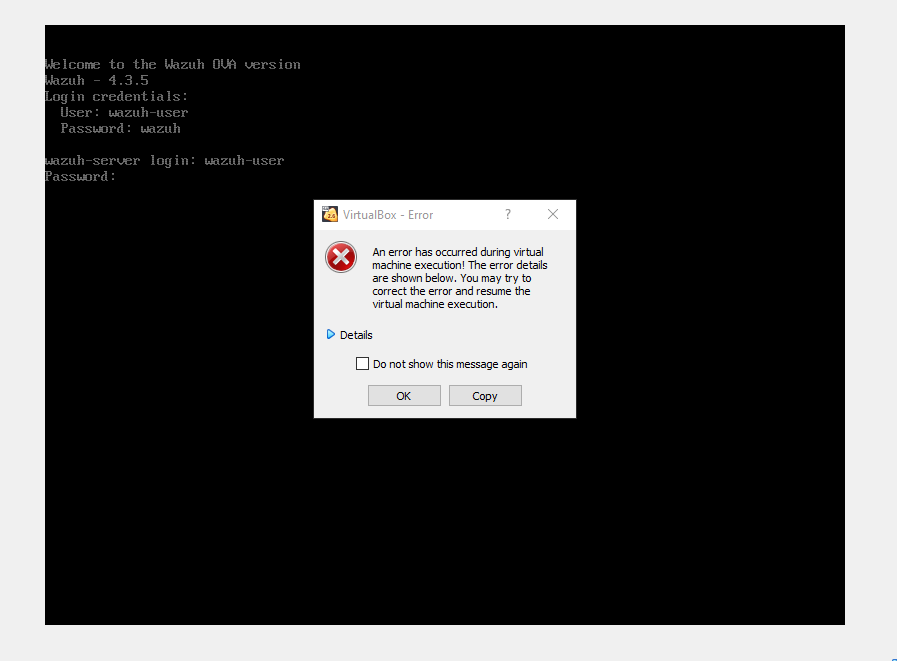 Welcome to the Wazuh OVA version
Wazuh - 4.3.5
Login credentials:
User: wazuh-user
Password: wazuh
wazuh-server login: wazuh-user
Password:
VirtualBox - Error
?
An error has occurred during virtual
machine execution! The error details
are shown below. You may try to
correct the error and resume the
virtual machine execution.
Details
Do not show this message again
OK Copy